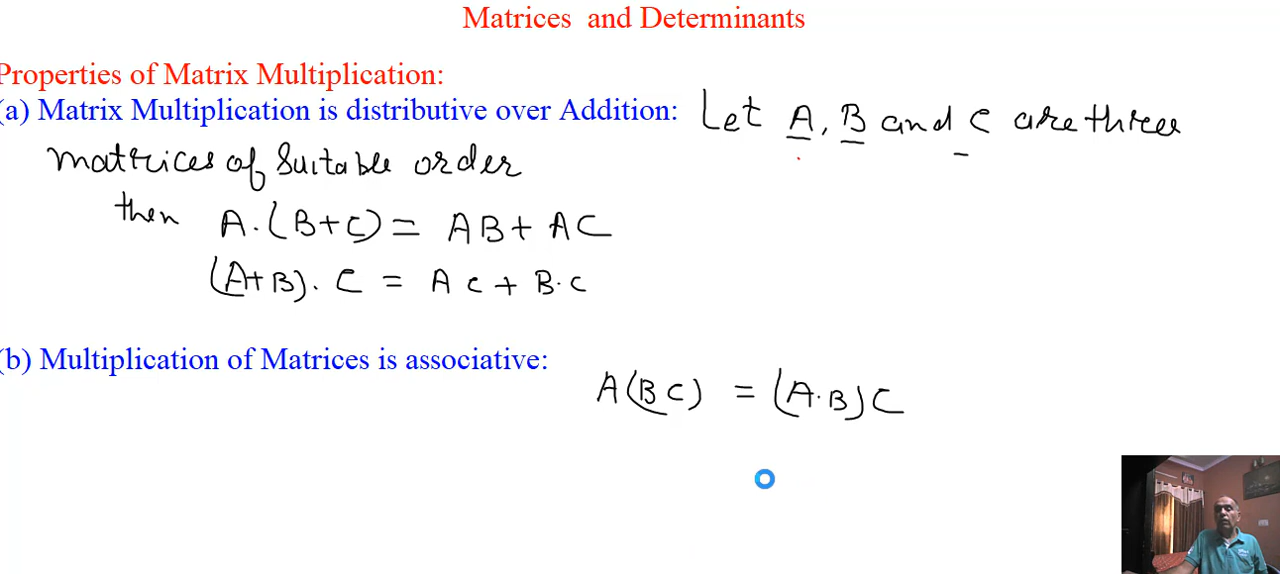 Matrices and Determinants
Properties of Matrix Multiplication:
(a) Matrix Multiplication is distributive over Addition: Let A, B and C are three
matrices of Suitable order
then A.(B+C) = AB + AC
(A+B). C = AC + B.C
(b) Multiplication of Matrices is associative:
A(BC) = (A.B)C